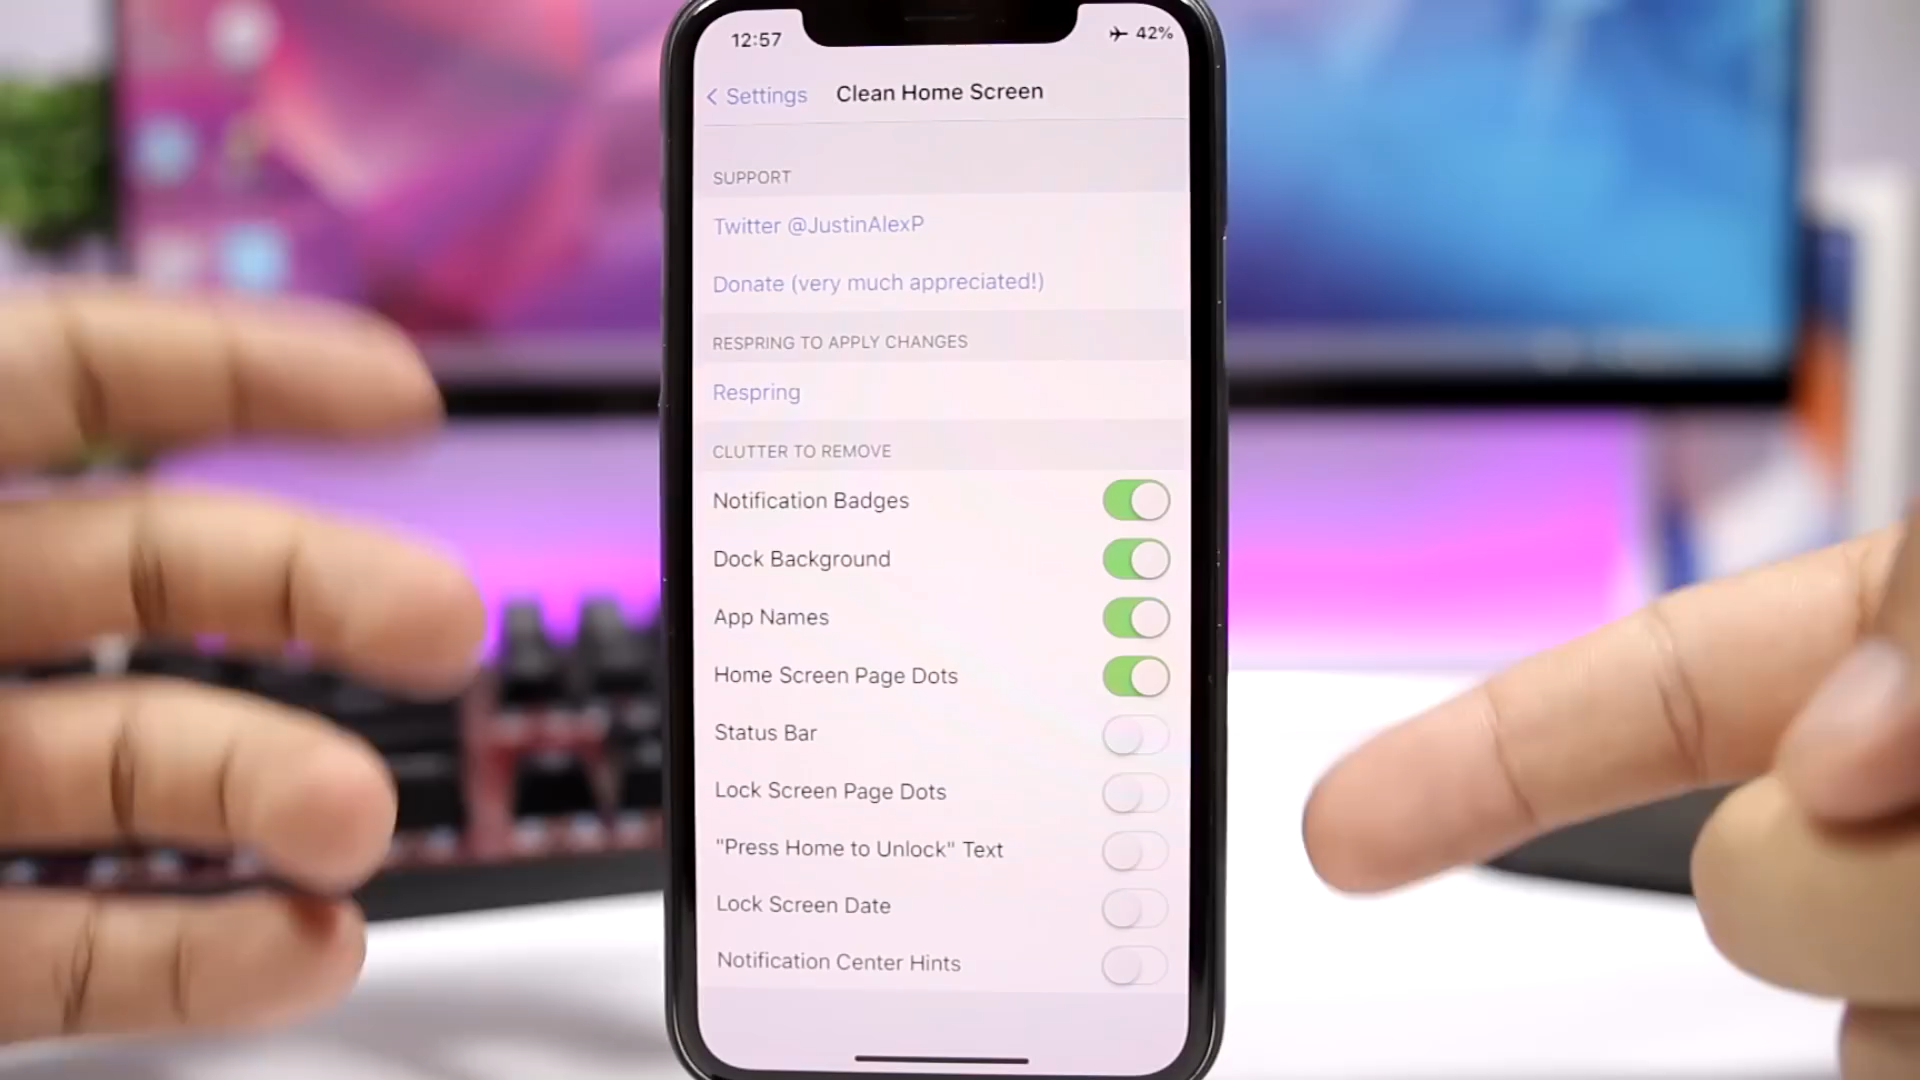 12:57
42%
Settings
Clean Home Screen
SUPPORT
Twitter @JustinAlexP
Donate (very much appreciated!)
RESPRING TO APPLY CHANGES
Respring
CLUTTER TO REMOVE
Notification Badges
Dock Background
App Names
Home Screen Page Dots
Status Bar
Lock Screen Page Dots
"Press Home to Unlock" Text
Lock Screen Date
Notification Center Hints